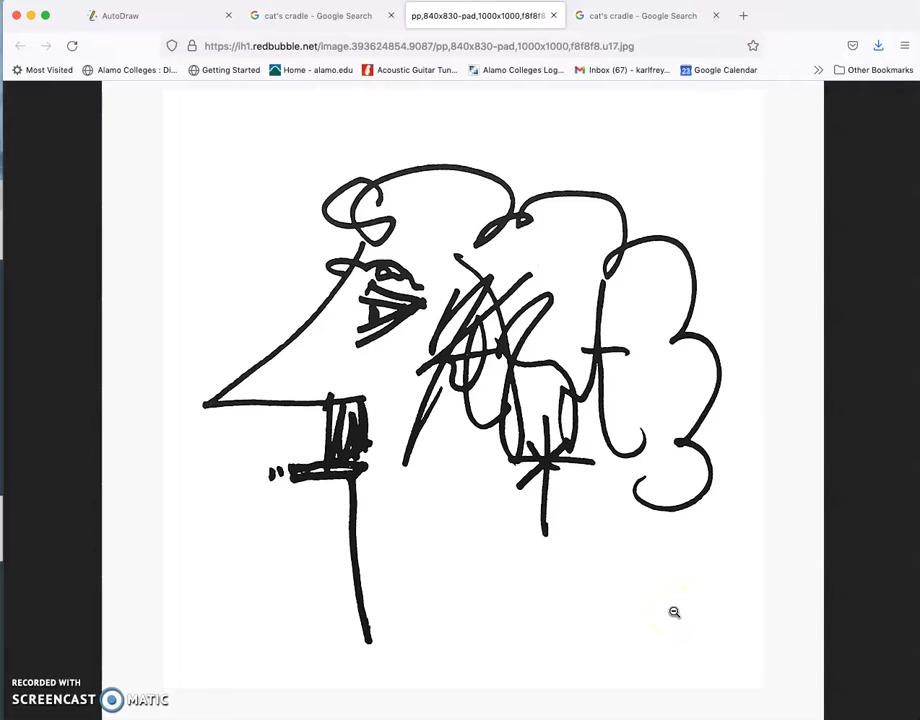 AutoDraw
cat's cradle - Google Search
pp,840x830-pad,1000x1000,f8f8f8
cat's cradle - Google Search
https://lh1.redbubble.net/image.393624854.9087/pp,840x830-pad,1000x1000,f8f8f8.u17.jpg
Most Visited
Alamo Colleges : Di...
Getting Started
Home - alamo.edu
Acoustic Guitar Tun...
Alamo Colleges Log...
Inbox (67) - karlfrey...
23
Google Calendar
Other Bookmarks
RECORDED WITH
SCREENCAST MATIC